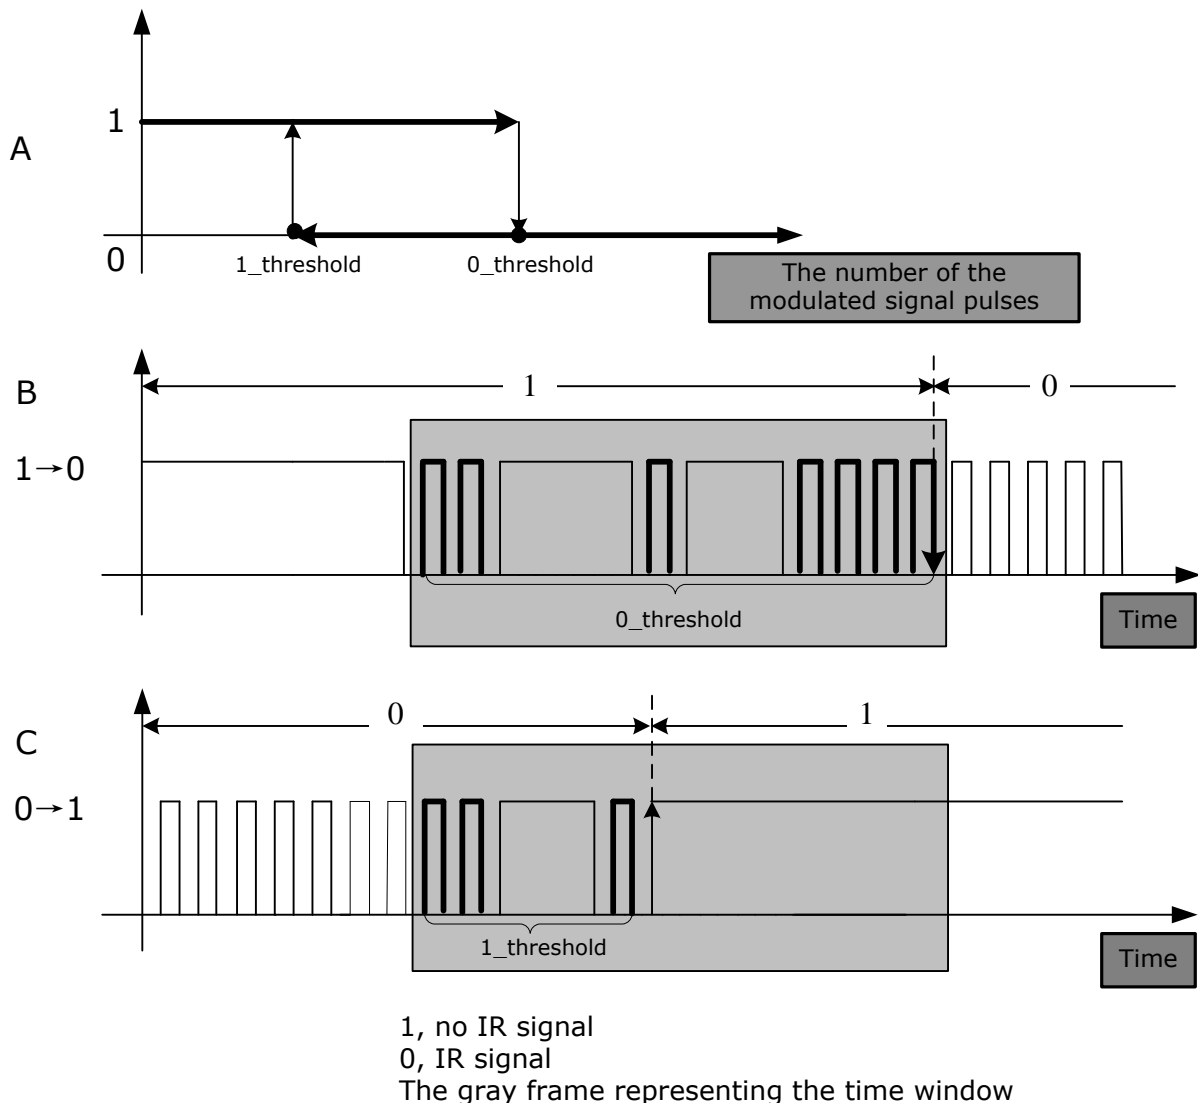 A
1
0
1_threshold
0_threshold
The number of the
modulated signal pulses
B
1
0
1→0
0_threshold
Time
C
0
1
0→1
1_threshold
Time
1, no IR signal
0, IR signal
The gray frame representing the time window